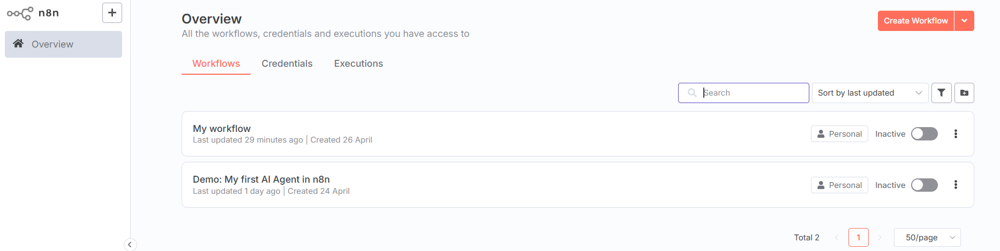 n8n
Overview
Overview
All the workflows, credentials and executions you have access to
Create Workflow
Workflows
Credentials
Executions
Search
Sort by last updated
My workflow
Last updated 29 minutes ago | Created 26 April
Personal
Inactive
Demo: My first AI Agent in n8n
Last updated 1 day ago | Created 24 April
Personal
Inactive
Total 2
1
50/page